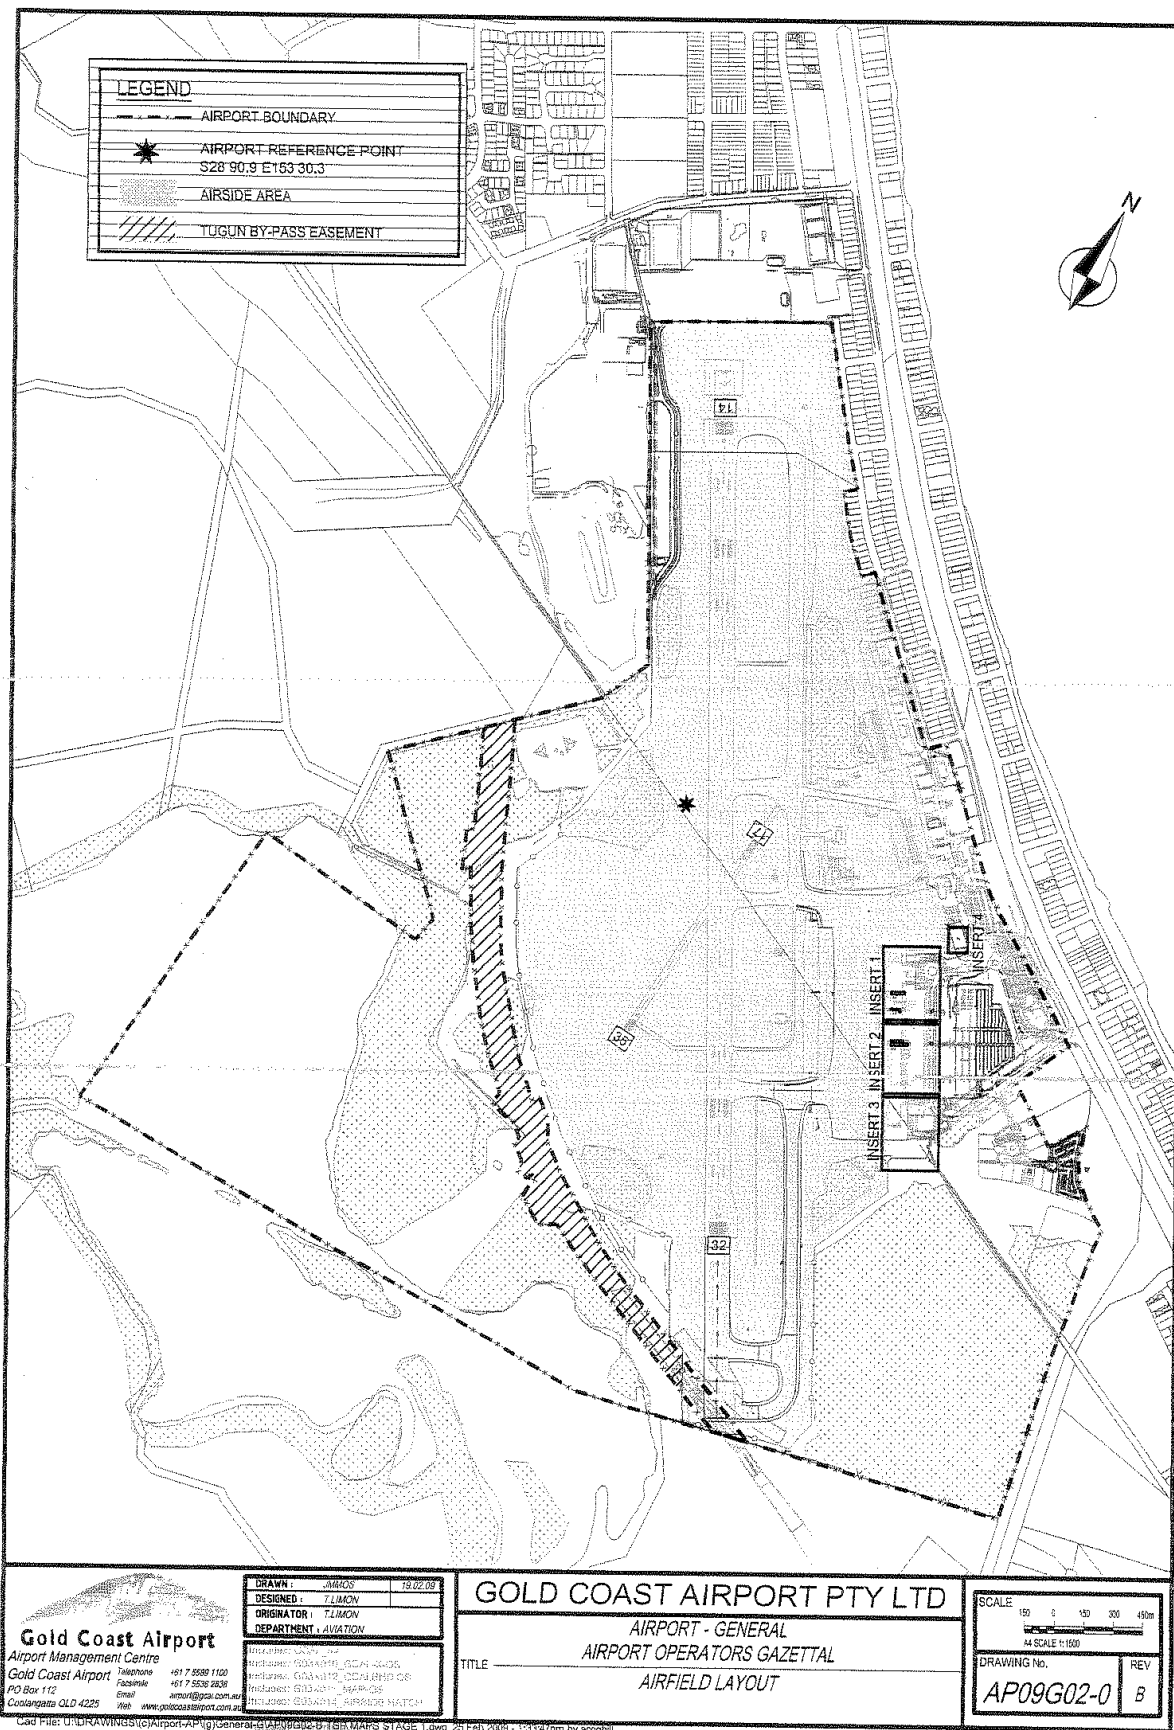 LEGEND
AIRPORT BOUNDARY
AIRPORT REFERENCE POINT
S28 90.9 E153 30.3
AIRSIDE AREA
TUGUN BY-PASS EASEMENT
N
14
17
35
32
INSERT 1
INSERT 2
INSERT 3
INSERT 4
Gold Coast Airport
Airport Management Centre
Gold Coast Airport
PO Box 112
Coolangatta QLD 4225
Telephone +61 7 5589 1100
Facsimile +61 7 5536 2838
Email airport@gcal.com.au
Web www.goldcoastairport.com.au
DRAWN : JMMOS 19.02.09
DESIGNED : T.LIMON
ORIGINATOR : T.LIMON
DEPARTMENT : AVIATION
GOLD COAST AIRPORT PTY LTD
AIRPORT - GENERAL
AIRPORT OPERATORS GAZETTAL
TITLE
AIRFIELD LAYOUT
SCALE
150 0 150 300 450m
A4 SCALE 1:1500
DRAWING No.
REV
AP09G02-0
B